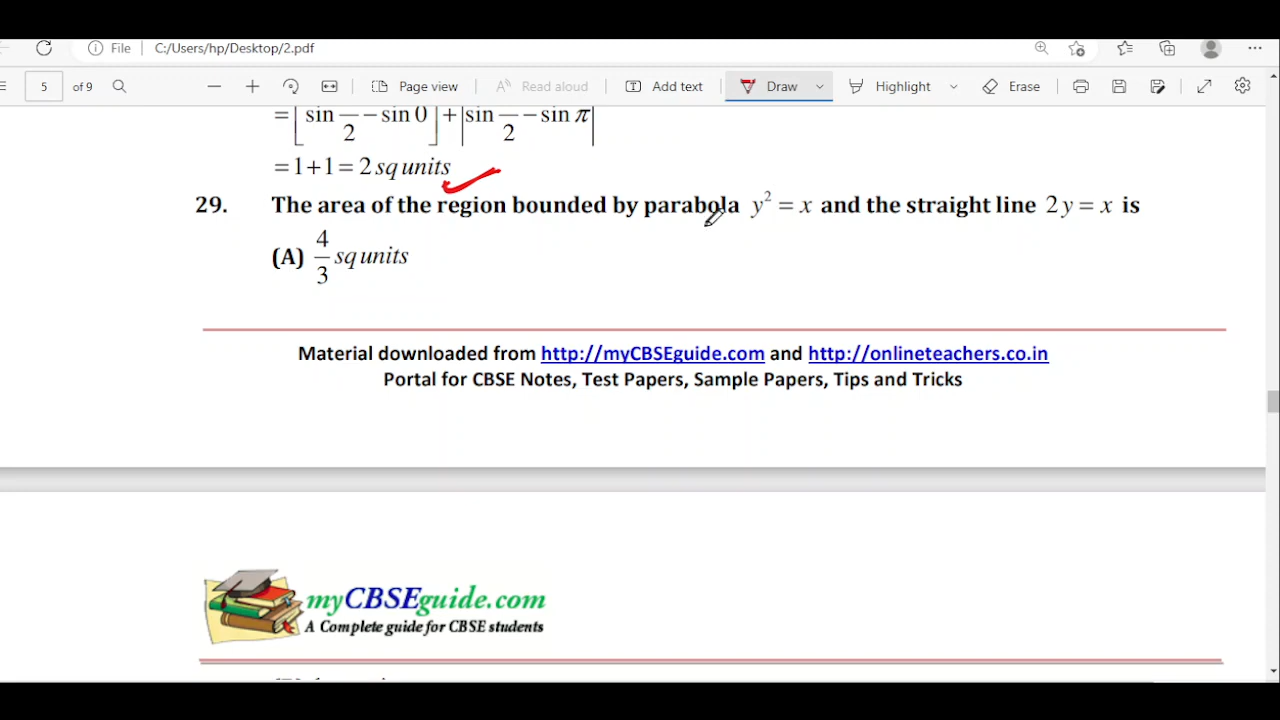 File C:/Users/hp/Desktop/2.pdf
5 of 9 Page view Read aloud Add text Draw Highlight Erase
= [ sin —/2 − sin 0 ] + | sin —/2 − sin π |
= 1 + 1 = 2 sq units
29. The area of the region bounded by parabola y² = x and the straight line 2y = x is
(A) 4/3 sq units
Material downloaded from http://myCBSEguide.com and http://onlineteachers.co.in
Portal for CBSE Notes, Test Papers, Sample Papers, Tips and Tricks
myCBSEguide.com
A Complete guide for CBSE students